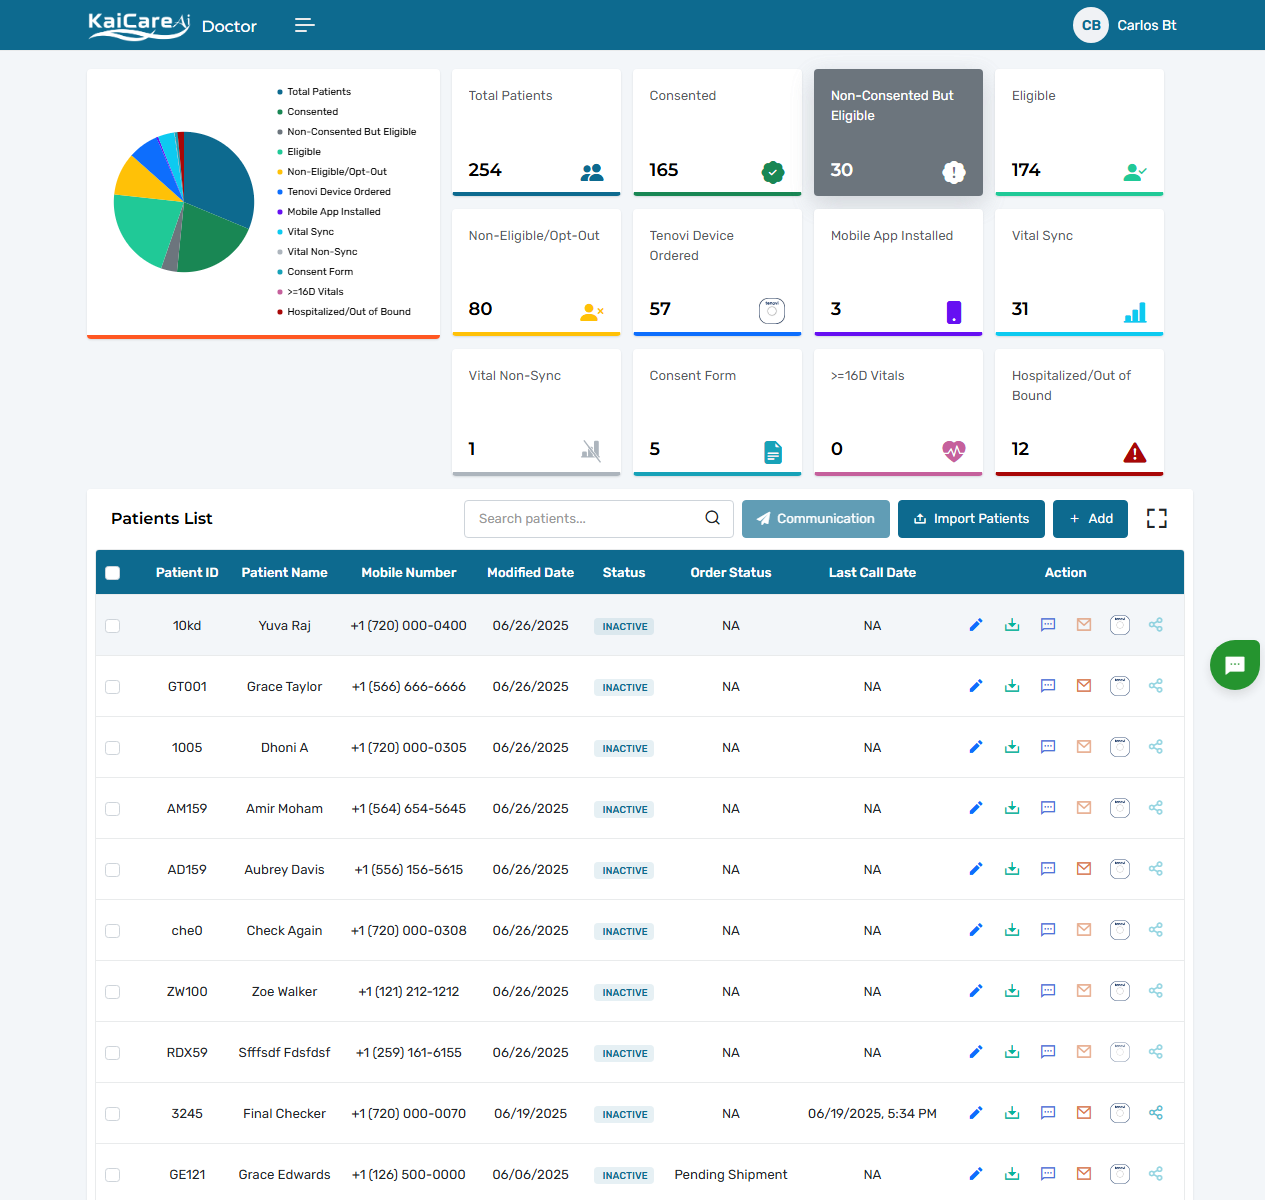 KaiCare Ai Doctor
CB Carlos Bt
Total Patients
Consented
Non-Consented But Eligible
Eligible
Non-Eligible/Opt-Out
Tenovi Device Ordered
Mobile App Installed
Vital Sync
Vital Non-Sync
Consent Form
>=16D Vitals
Hospitalized/Out of Bound
Total Patients
254
Consented
165
Non-Consented But
Eligible
30
Eligible
174
Non-Eligible/Opt-Out
80
Tenovi Device
Ordered
57
tenovi
Mobile App Installed
3
Vital Sync
31
Vital Non-Sync
1
Consent Form
5
>=16D Vitals
0
Hospitalized/Out of
Bound
12
Patients List
Search patients...
Communication
Import Patients
+ Add
Patient ID Patient Name Mobile Number Modified Date Status Order Status Last Call Date Action
10kd Yuva Raj +1 (720) 000-0400 06/26/2025 INACTIVE NA NA
GT001 Grace Taylor +1 (566) 666-6666 06/26/2025 INACTIVE NA NA
1005 Dhoni A +1 (720) 000-0305 06/26/2025 INACTIVE NA NA
AM159 Amir Moham +1 (564) 654-5645 06/26/2025 INACTIVE NA NA
AD159 Aubrey Davis +1 (556) 156-5615 06/26/2025 INACTIVE NA NA
che0 Check Again +1 (720) 000-0308 06/26/2025 INACTIVE NA NA
ZW100 Zoe Walker +1 (121) 212-1212 06/26/2025 INACTIVE NA NA
RDX59 Sfffsdf Fdsfdsf +1 (259) 161-6155 06/26/2025 INACTIVE NA NA
3245 Final Checker +1 (720) 000-0070 06/19/2025 INACTIVE NA 06/19/2025, 5:34 PM
GE121 Grace Edwards +1 (126) 500-0000 06/06/2025 INACTIVE Pending Shipment NA